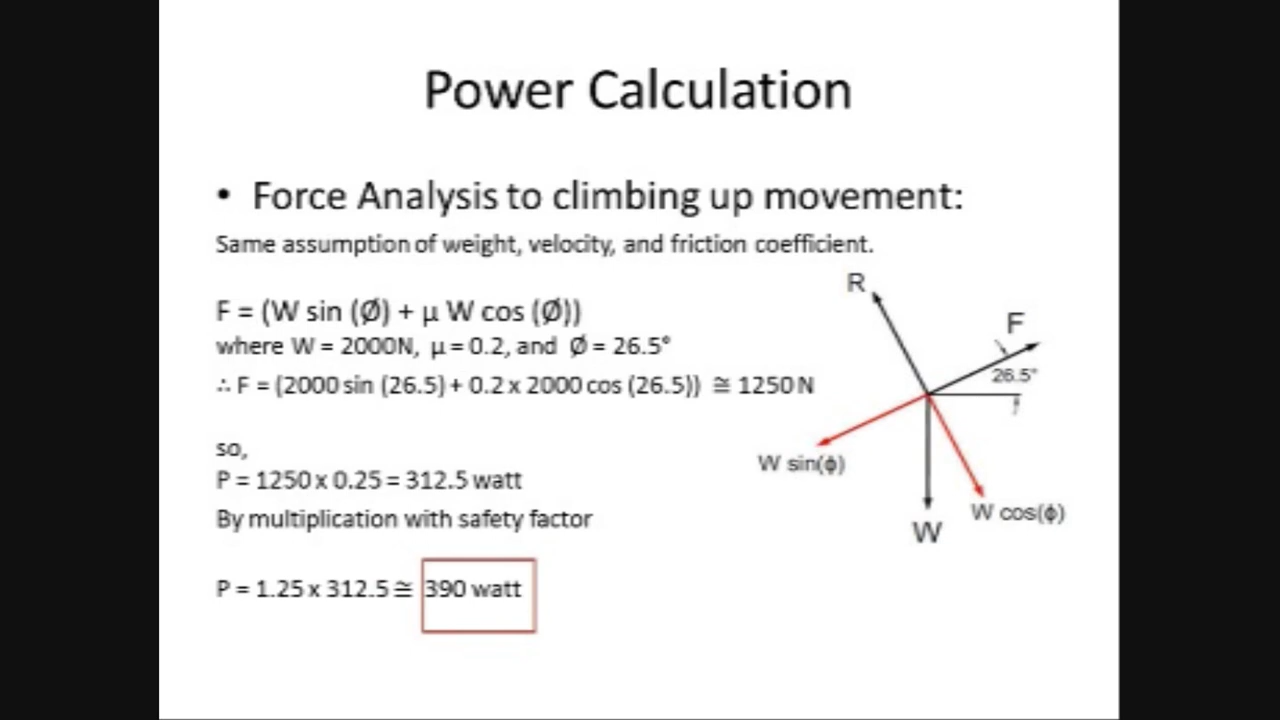 Power Calculation
• Force Analysis to climbing up movement:
Same assumption of weight, velocity, and friction coefficient.
F = (W sin (Ø) + μ W cos (Ø))
where W = 2000N, μ = 0.2, and Ø = 26.5°
∴ F = (2000 sin (26.5) + 0.2 x 2000 cos (26.5)) ≅ 1250 N
so,
P = 1250 x 0.25 = 312.5 watt
By multiplication with safety factor
P = 1.25 x 312.5 ≅ 390 watt
R
F
26.5°
W sin(ϕ)
W cos(ϕ)
W